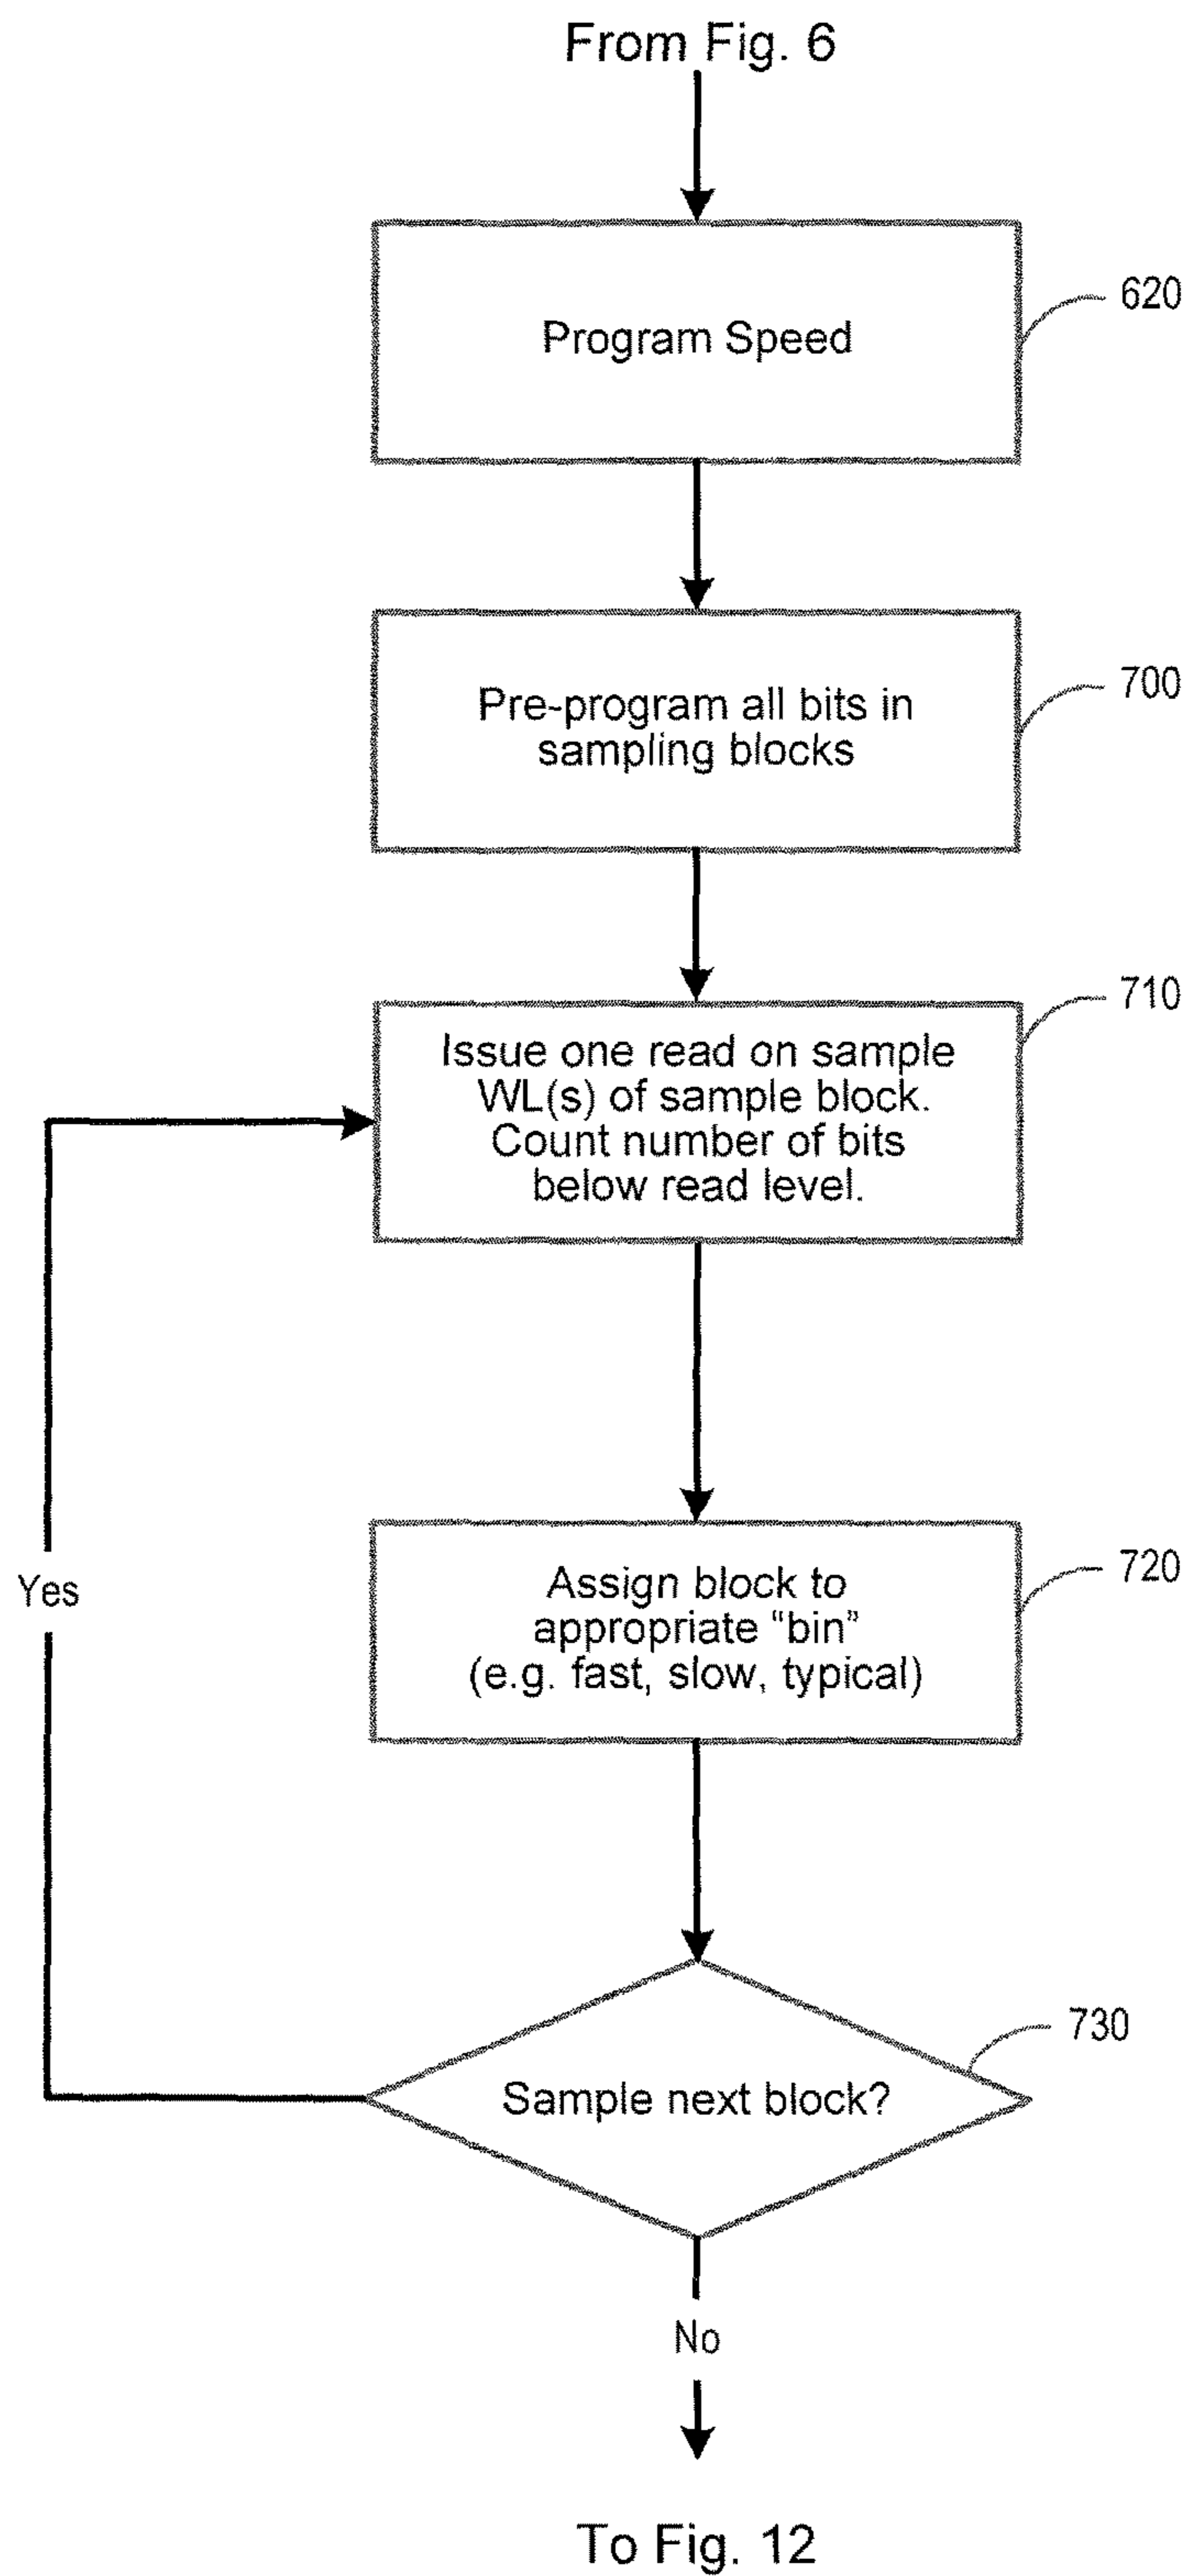 From Fig. 6
620
Program Speed
700
Pre-program all bits in
sampling blocks
710
Issue one read on sample
WL(s) of sample block.
Count number of bits
below read level.
720
Assign block to
appropriate “bin”
(e.g. fast, slow, typical)
Yes
730
Sample next block?
No
To Fig. 12